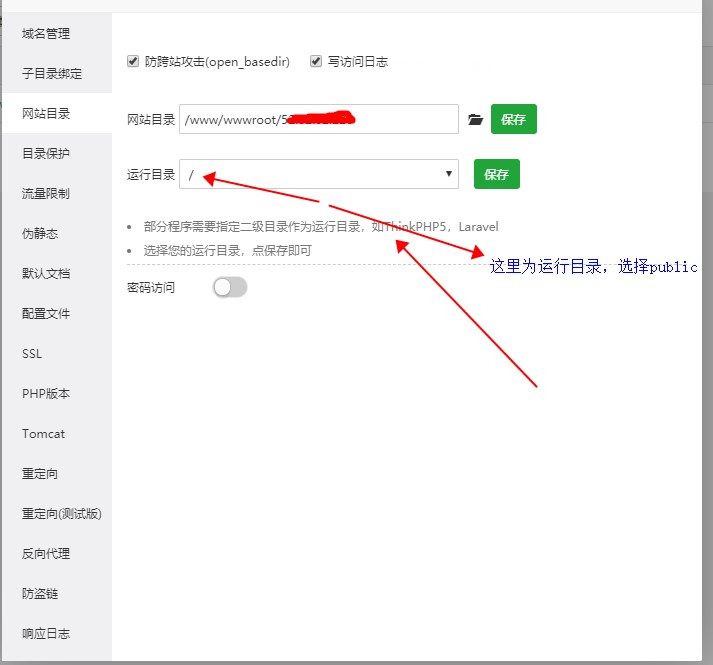 域名管理
子目录绑定
网站目录
目录保护
流量限制
伪静态
默认文档
配置文件
SSL
PHP版本
Tomcat
重定向
重定向(测试版)
反向代理
防盗链
响应日志
防跨站攻击(open_basedir)
写访问日志
网站目录
/www/wwwroot/5
保存
运行目录
/
保存
部分程序需要指定二级目录作为运行目录，如ThinkPHP5，Laravel
选择您的运行目录，点保存即可
这里为运行目录，选择public
密码访问